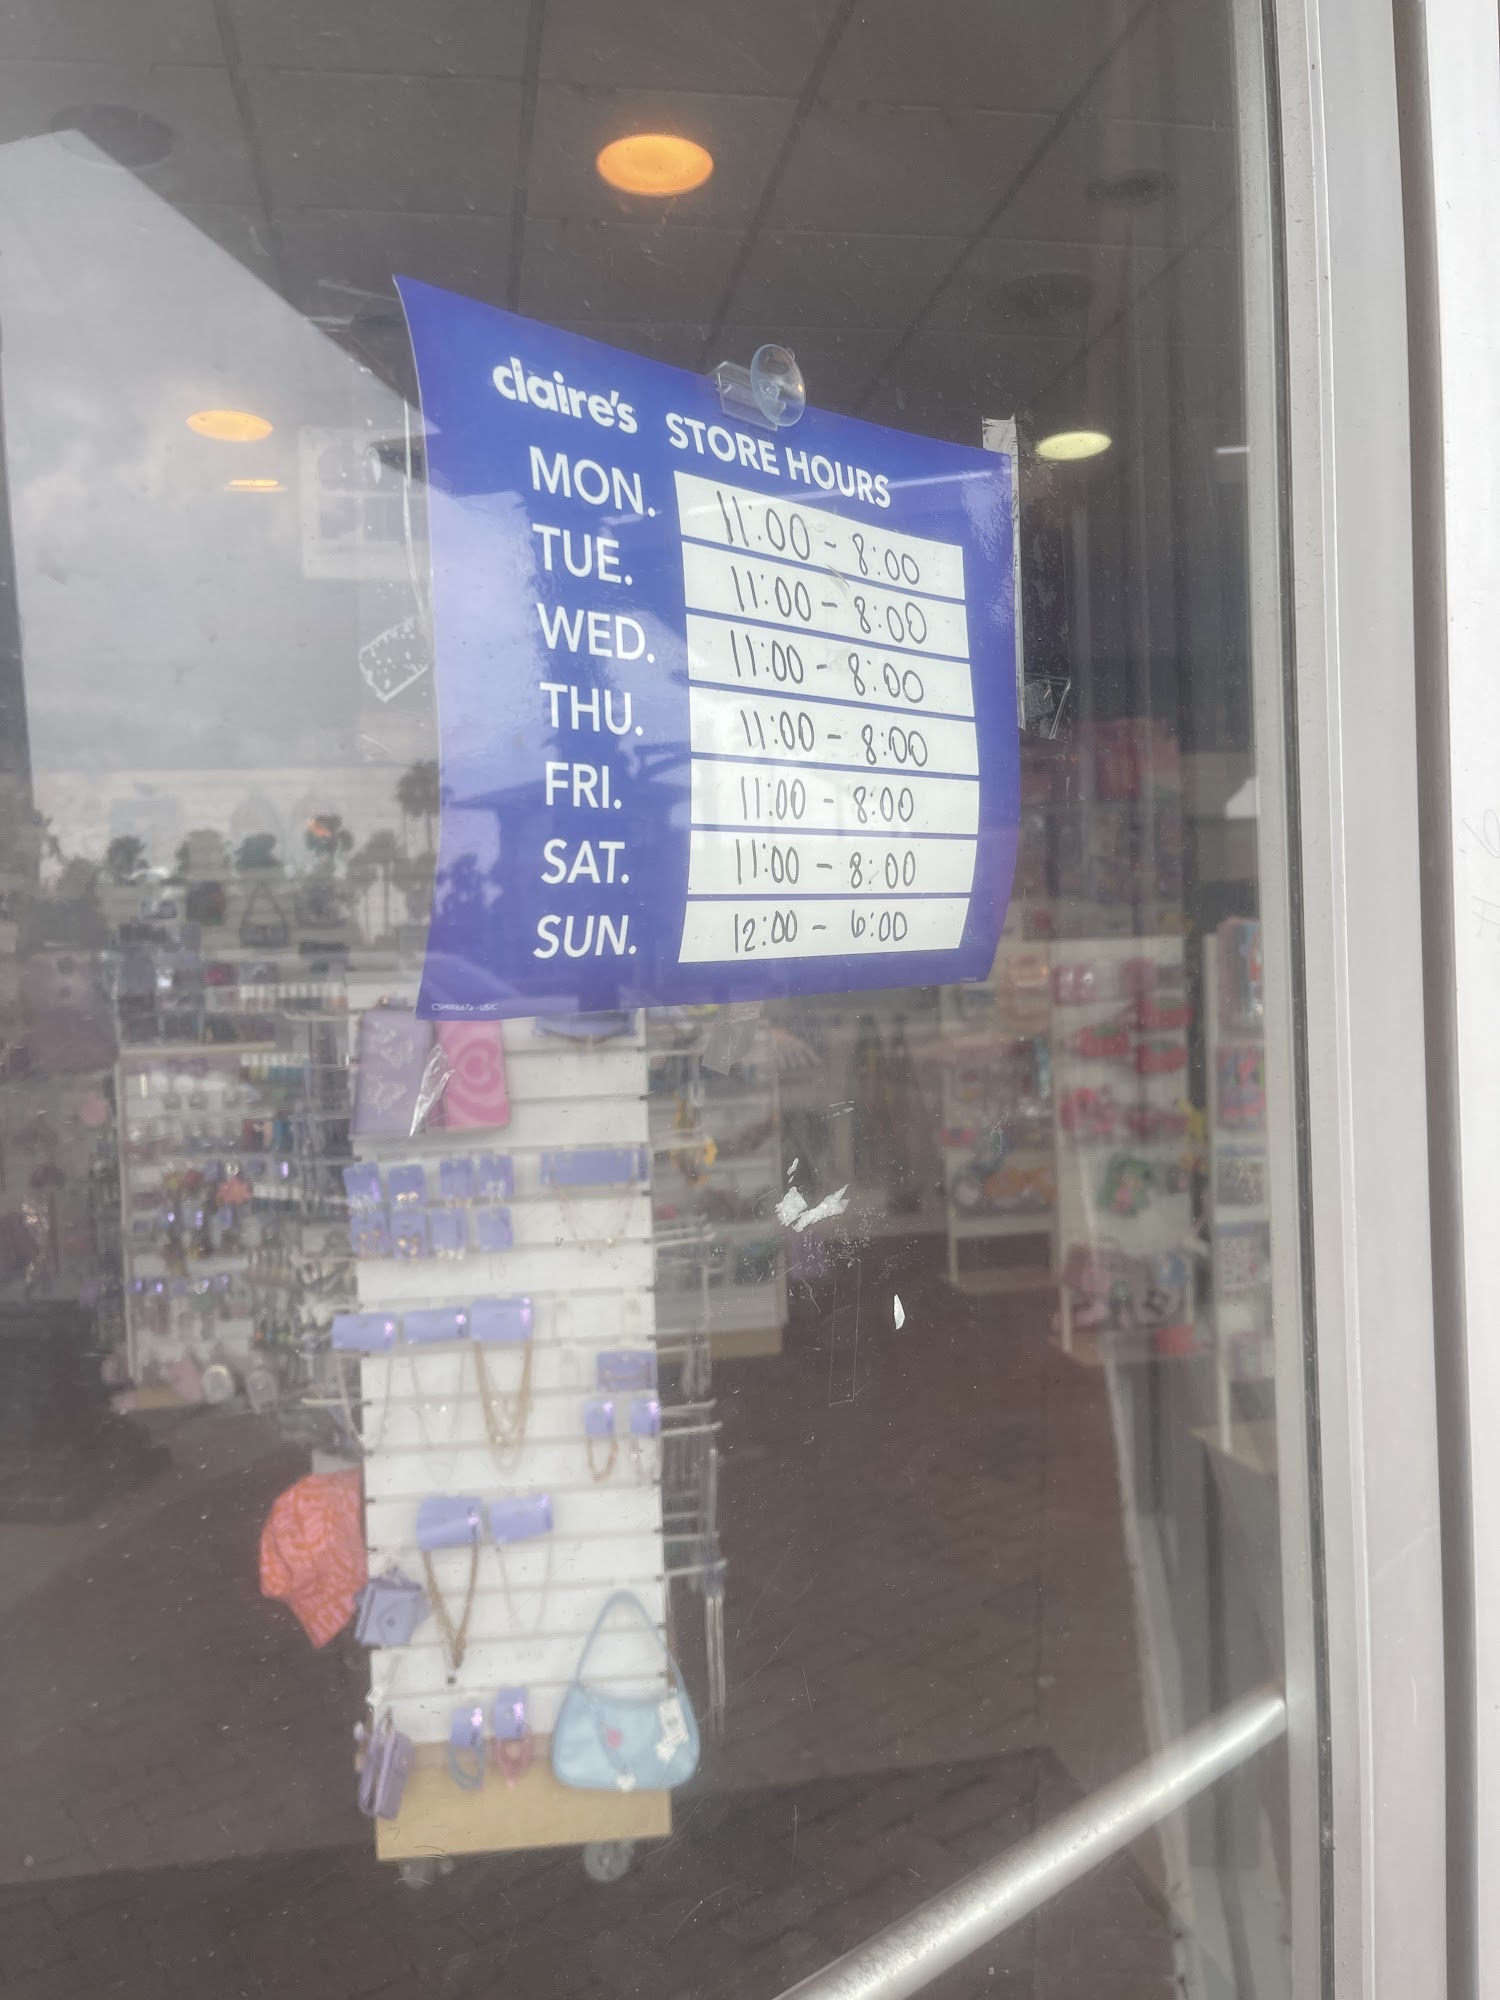 claire's STORE HOURS
MON. 11:00 - 8:00
TUE. 11:00 - 8:00
WED. 11:00 - 8:00
THU. 11:00 - 8:00
FRI. 11:00 - 8:00
SAT. 11:00 - 8:00
SUN. 12:00 - 6:00